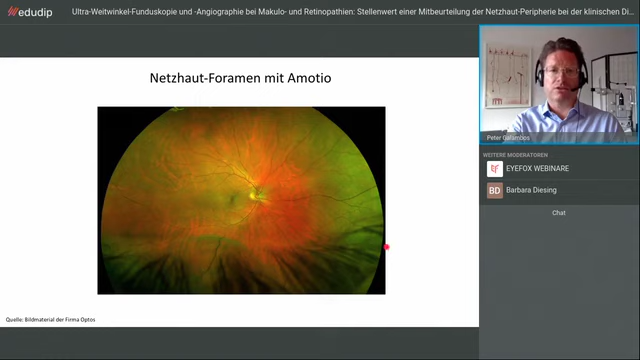 edudip
Ultra-Weitwinkel-Funduskopie und -Angiographie bei Makulo- und Retinopathien: Stellenwert einer Mitbeurteilung der Netzhaut-Peripherie bei der klinischen Di...
Netzhaut-Foramen mit Amotio
Quelle: Bildmaterial der Firma Optos
Peter Galambos
WEITERE MODERATOREN
EYEFOX WEBINARE
BD
Barbara Diesing
Chat